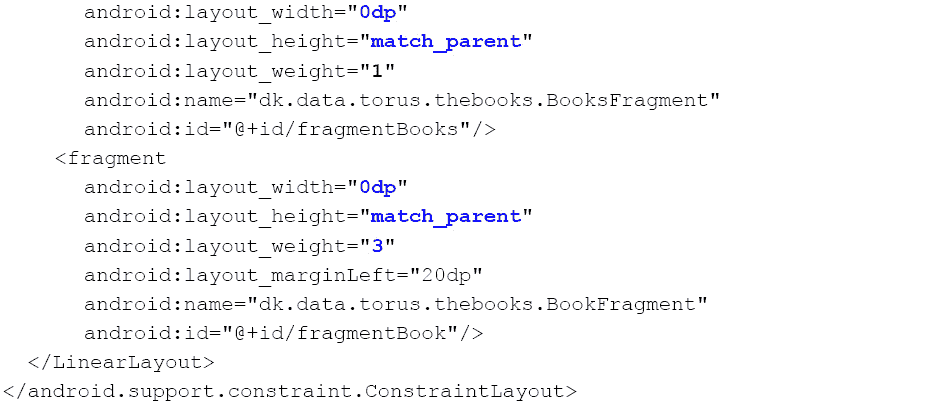 android:layout_width="0dp"
android:layout_height="match_parent"
android:layout_weight="1"
android:name="dk.data.torus.thebooks.BooksFragment"
android:id="@+id/fragmentBooks"/>
<fragment
android:layout_width="0dp"
android:layout_height="match_parent"
android:layout_weight="3"
android:layout_marginLeft="20dp"
android:name="dk.data.torus.thebooks.BookFragment"
android:id="@+id/fragmentBook"/>
</LinearLayout>
</android.support.constraint.ConstraintLayout>